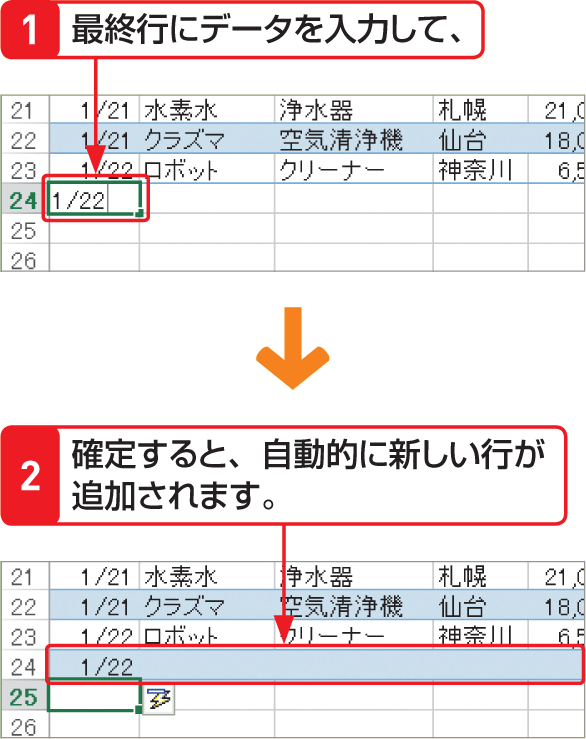 1 最終行にデータを入力して、
21 1/21 水素水 浄水器 札幌 21,0
22 1/21 クラズマ 空気清浄機 仙台 18,0
23 1/22 ロボット クリーナー 神奈川 6,5
24 1/22
25
26
2 確定すると、自動的に新しい行が
追加されます。
21 1/21 水素水 浄水器 札幌 21,0
22 1/21 クラズマ 空気清浄機 仙台 18,0
23 1/22 ロボット クリーナー 神奈川 6,5
24 1/22
25
26